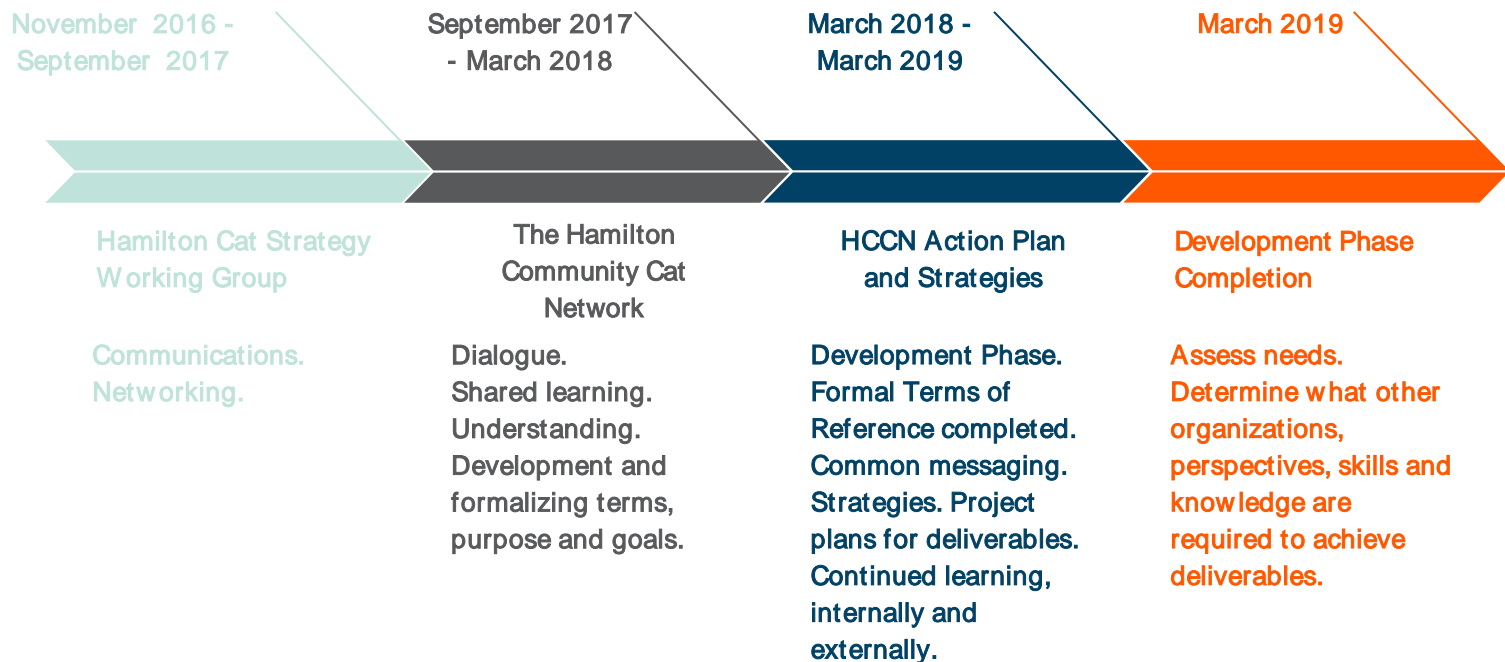 November 2016 -
September 2017
September 2017
- March 2018
March 2018 -
March 2019
March 2019
Hamilton Cat Strategy
Working Group
The Hamilton
Community Cat
Network
HCCN Action Plan
and Strategies
Development Phase
Completion
Communications.
Networking.
Dialogue.
Shared learning.
Understanding.
Development and
formalizing terms,
purpose and goals.
Development Phase.
Formal Terms of
Reference completed.
Common messaging.
Strategies. Project
plans for deliverables.
Continued learning,
internally and
externally.
Assess needs.
Determine what other
organizations,
perspectives, skills and
knowledge are
required to achieve
deliverables.